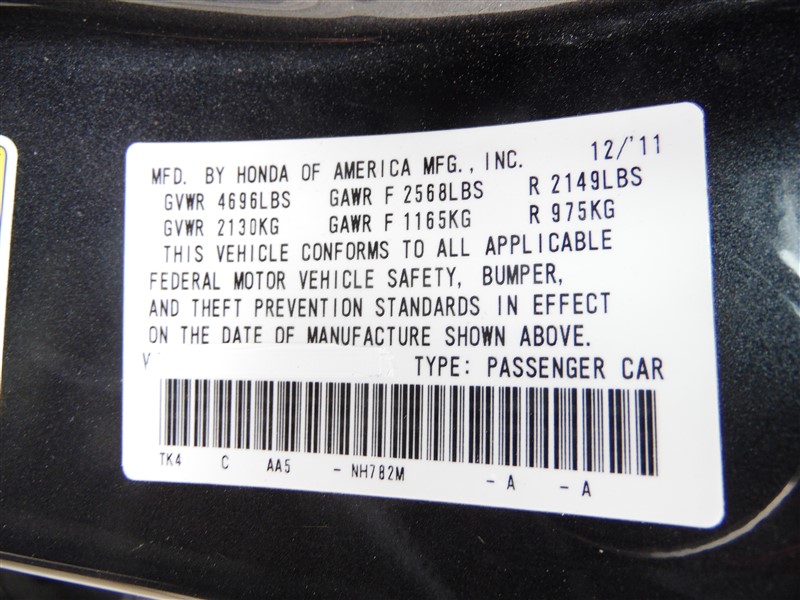 MFD. BY HONDA OF AMERICA MFG., INC. 12/'11
GVWR 4696LBS GAWR F 2568LBS R 2149LBS
GVWR 2130KG GAWR F 1165KG R 975KG
THIS VEHICLE CONFORMS TO ALL APPLICABLE
FEDERAL MOTOR VEHICLE SAFETY, BUMPER,
AND THEFT PREVENTION STANDARDS IN EFFECT
ON THE DATE OF MANUFACTURE SHOWN ABOVE.
TYPE: PASSENGER CAR
TK4 C AA5 - NH782M - A - A